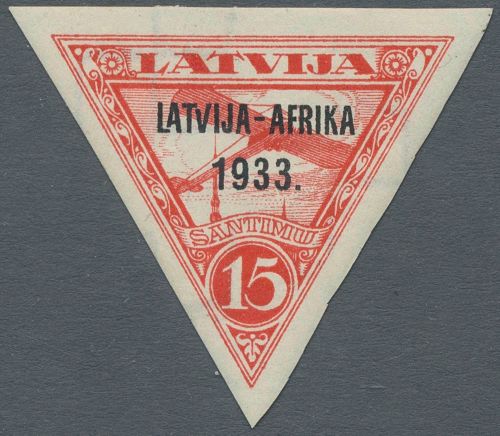 LATVIJA
LATVIJA-AFRIKA
1933.
SANTIMU
15